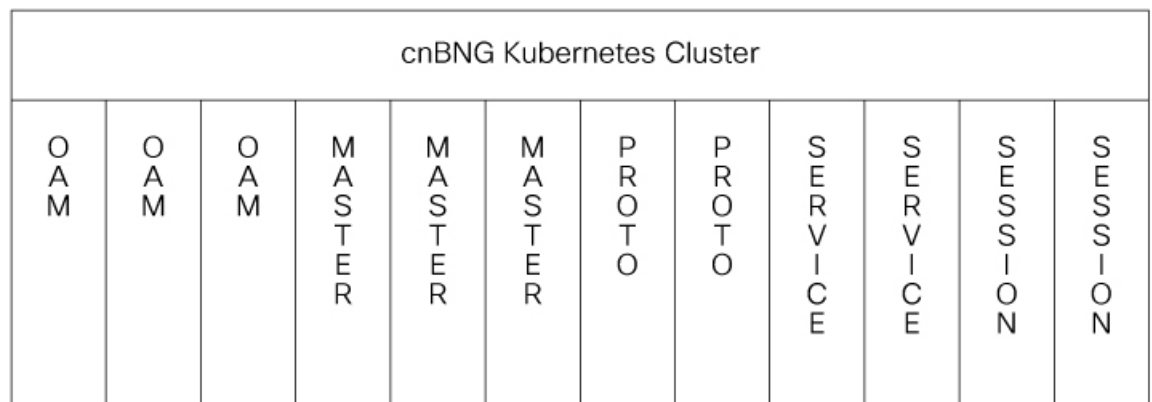 cnBNG Kubernetes Cluster
OAM
OAM
OAM
MASTER
MASTER
MASTER
PROTO
PROTO
SERVICE
SERVICE
SESSION
SESSION